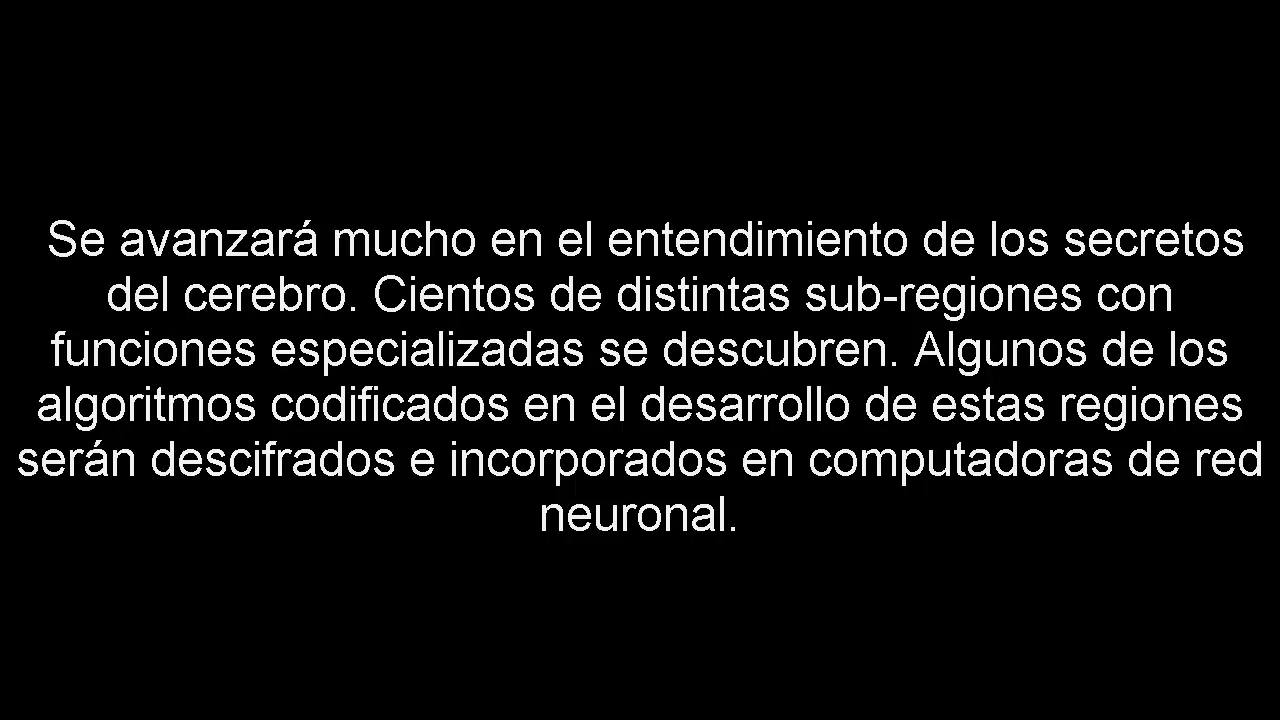 Se avanzará mucho en el entendimiento de los secretos
del cerebro. Cientos de distintas sub-regiones con
funciones especializadas se descubren. Algunos de los
algoritmos codificados en el desarrollo de estas regiones
serán descifrados e incorporados en computadoras de red
neuronal.